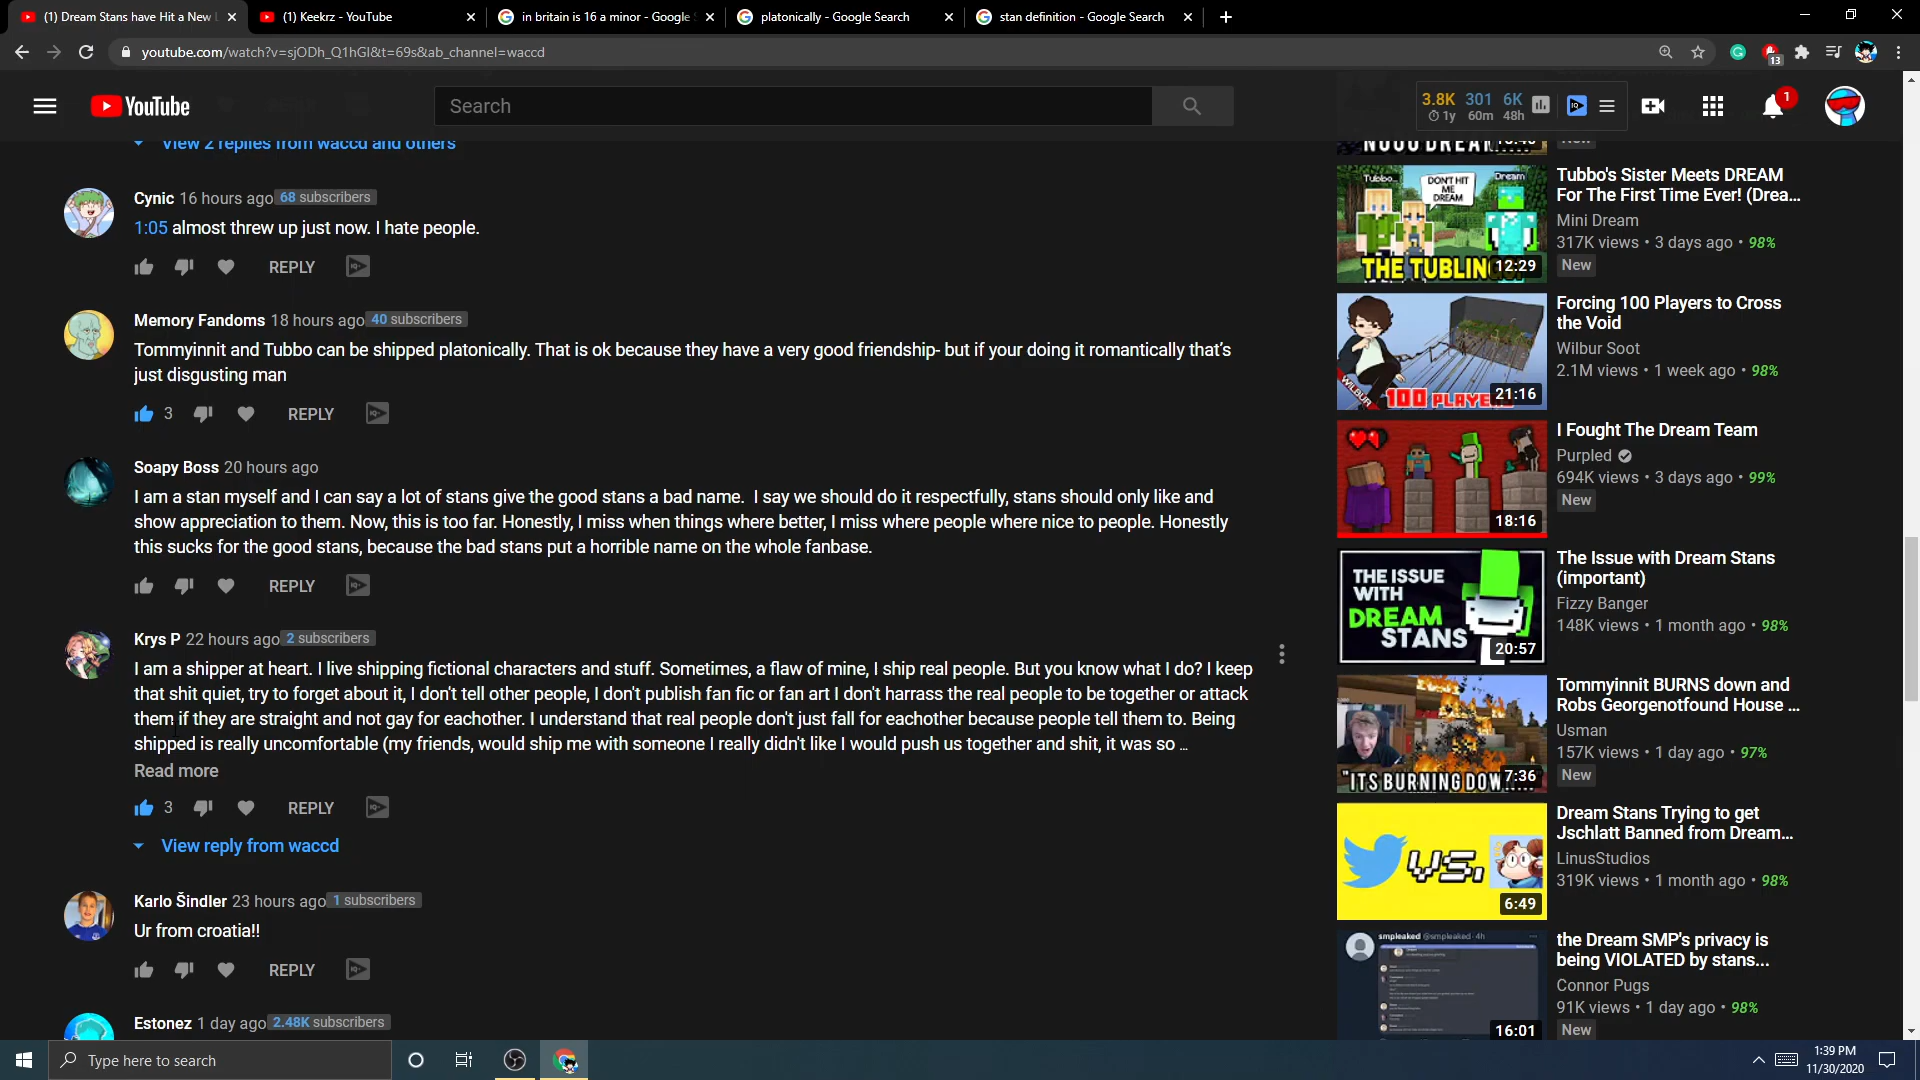 (1) Dream Stans have Hit a New L
(1) Keekrz - YouTube
in britain is 16 a minor - Google S
platonically - Google Search
stan definition - Google Search
youtube.com/watch?v=sjODh_Q1hGI&t=69s&ab_channel=waccd
13
YouTube
Search
3.8K 301 6K
1y 60m 48h
1
View 2 replies from waccd and others
Cynic 16 hours ago 68 subscribers
1:05 almost threw up just now. I hate people.
REPLY
Memory Fandoms 18 hours ago 40 subscribers
Tommyinnit and Tubbo can be shipped platonically. That is ok because they have a very good friendship- but if your doing it romantically that's
just disgusting man
3 REPLY
Soapy Boss 20 hours ago
I am a stan myself and I can say a lot of stans give the good stans a bad name.  I say we should do it respectfully, stans should only like and
show appreciation to them. Now, this is too far. Honestly, I miss when things where better, I miss where people where nice to people. Honestly
this sucks for the good stans, because the bad stans put a horrible name on the whole fanbase.
REPLY
Krys P 22 hours ago 2 subscribers
I am a shipper at heart. I live shipping fictional characters and stuff. Sometimes, a flaw of mine, I ship real people. But you know what I do? I keep
that shit quiet, try to forget about it, I don't tell other people, I don't publish fan fic or fan art I don't harrass the real people to be together or attack
them if they are straight and not gay for eachother. I understand that real people don't just fall for eachother because people tell them to. Being
shipped is really uncomfortable (my friends, would ship me with someone I really didn't like I would push us together and shit, it was so ...
Read more
3 REPLY
View reply from waccd
Karlo Šindler 23 hours ago 1 subscribers
Ur from croatia!!
REPLY
Estonez 1 day ago 2.48K subscribers
NOOO DREAM
New
Tubbo...
DON'T HIT
ME
DREAM
Dream
THE TUBLING
12:29
Tubbo's Sister Meets DREAM
For The First Time Ever! (Drea...
Mini Dream
317K views • 3 days ago • 98%
New
WILBUR
100 PLAYE
21:16
Forcing 100 Players to Cross
the Void
Wilbur Soot
2.1M views • 1 week ago • 98%
18:16
I Fought The Dream Team
Purpled
694K views • 3 days ago • 99%
New
THE ISSUE
WITH
DREAM
STANS
20:57
The Issue with Dream Stans
(important)
Fizzy Banger
148K views • 1 month ago • 98%
"ITS BURNING DOW
7:36
Tommyinnit BURNS down and
Robs Georgenotfound House ...
Usman
157K views • 1 day ago • 97%
New
VS.
6:49
Dream Stans Trying to get
Jschlatt Banned from Dream...
LinusStudios
319K views • 1 month ago • 98%
smpleaked @smpleaked · 4h
16:01
the Dream SMP's privacy is
being VIOLATED by stans...
Connor Pugs
91K views • 1 day ago • 98%
New
Type here to search
1:39 PM
11/30/2020